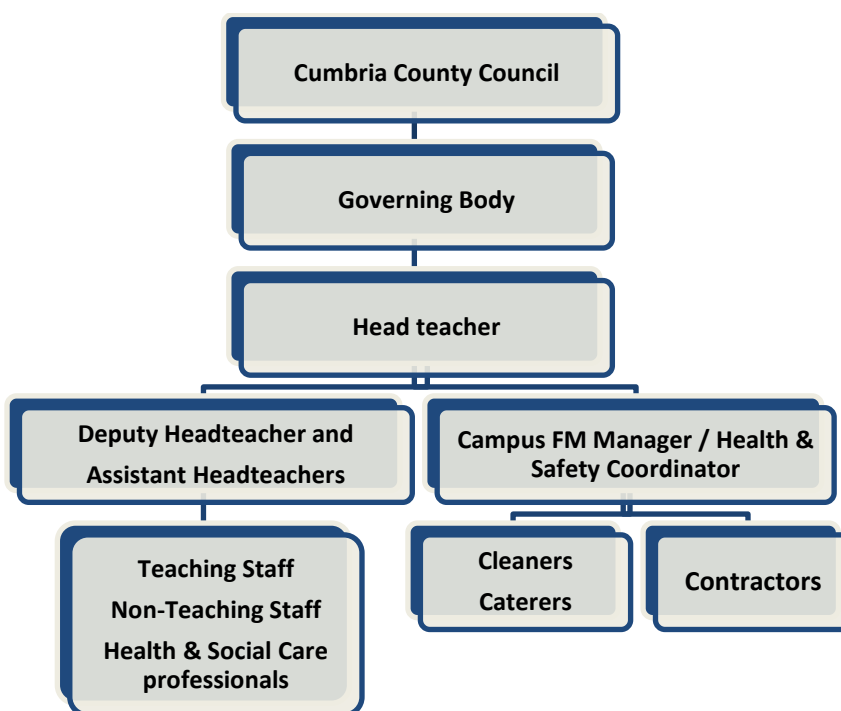 Cumbria County Council
Governing Body
Head teacher
Deputy Headteacher and
Assistant Headteachers
Campus FM Manager / Health &
Safety Coordinator
Teaching Staff
Non-Teaching Staff
Health & Social Care
professionals
Cleaners
Caterers
Contractors